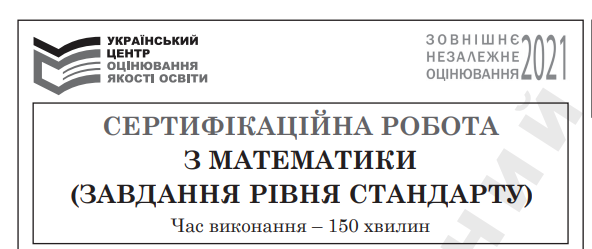 УКРАЇНСЬКИЙ
ЦЕНТР
ОЦІНЮВАННЯ
ЯКОСТІ ОСВІТИ
ЗОВНІШНЄ
НЕЗАЛЕЖНЕ
ОЦІНЮВАННЯ 2021
СЕРТИФІКАЦІЙНА РОБОТА
З МАТЕМАТИКИ
(ЗАВДАННЯ РІВНЯ СТАНДАРТУ)
Час виконання – 150 хвилин